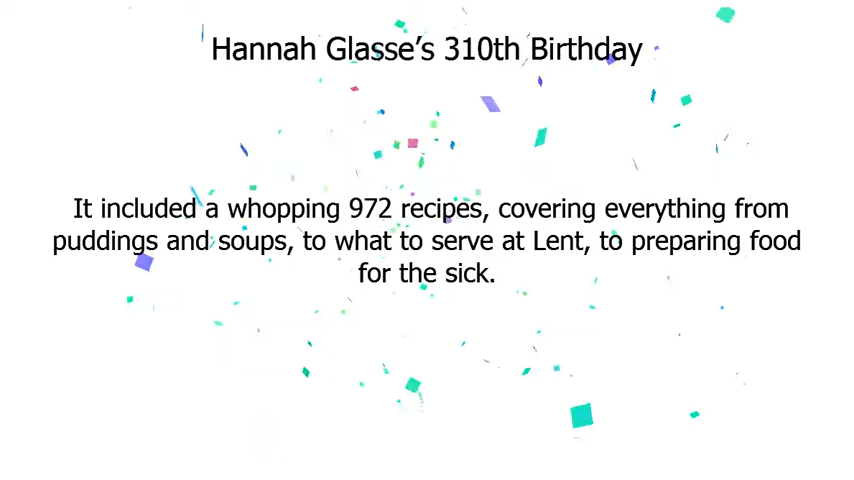 Hannah Glasse’s 310th Birthday
It included a whopping 972 recipes, covering everything from
puddings and soups, to what to serve at Lent, to preparing food
for the sick.